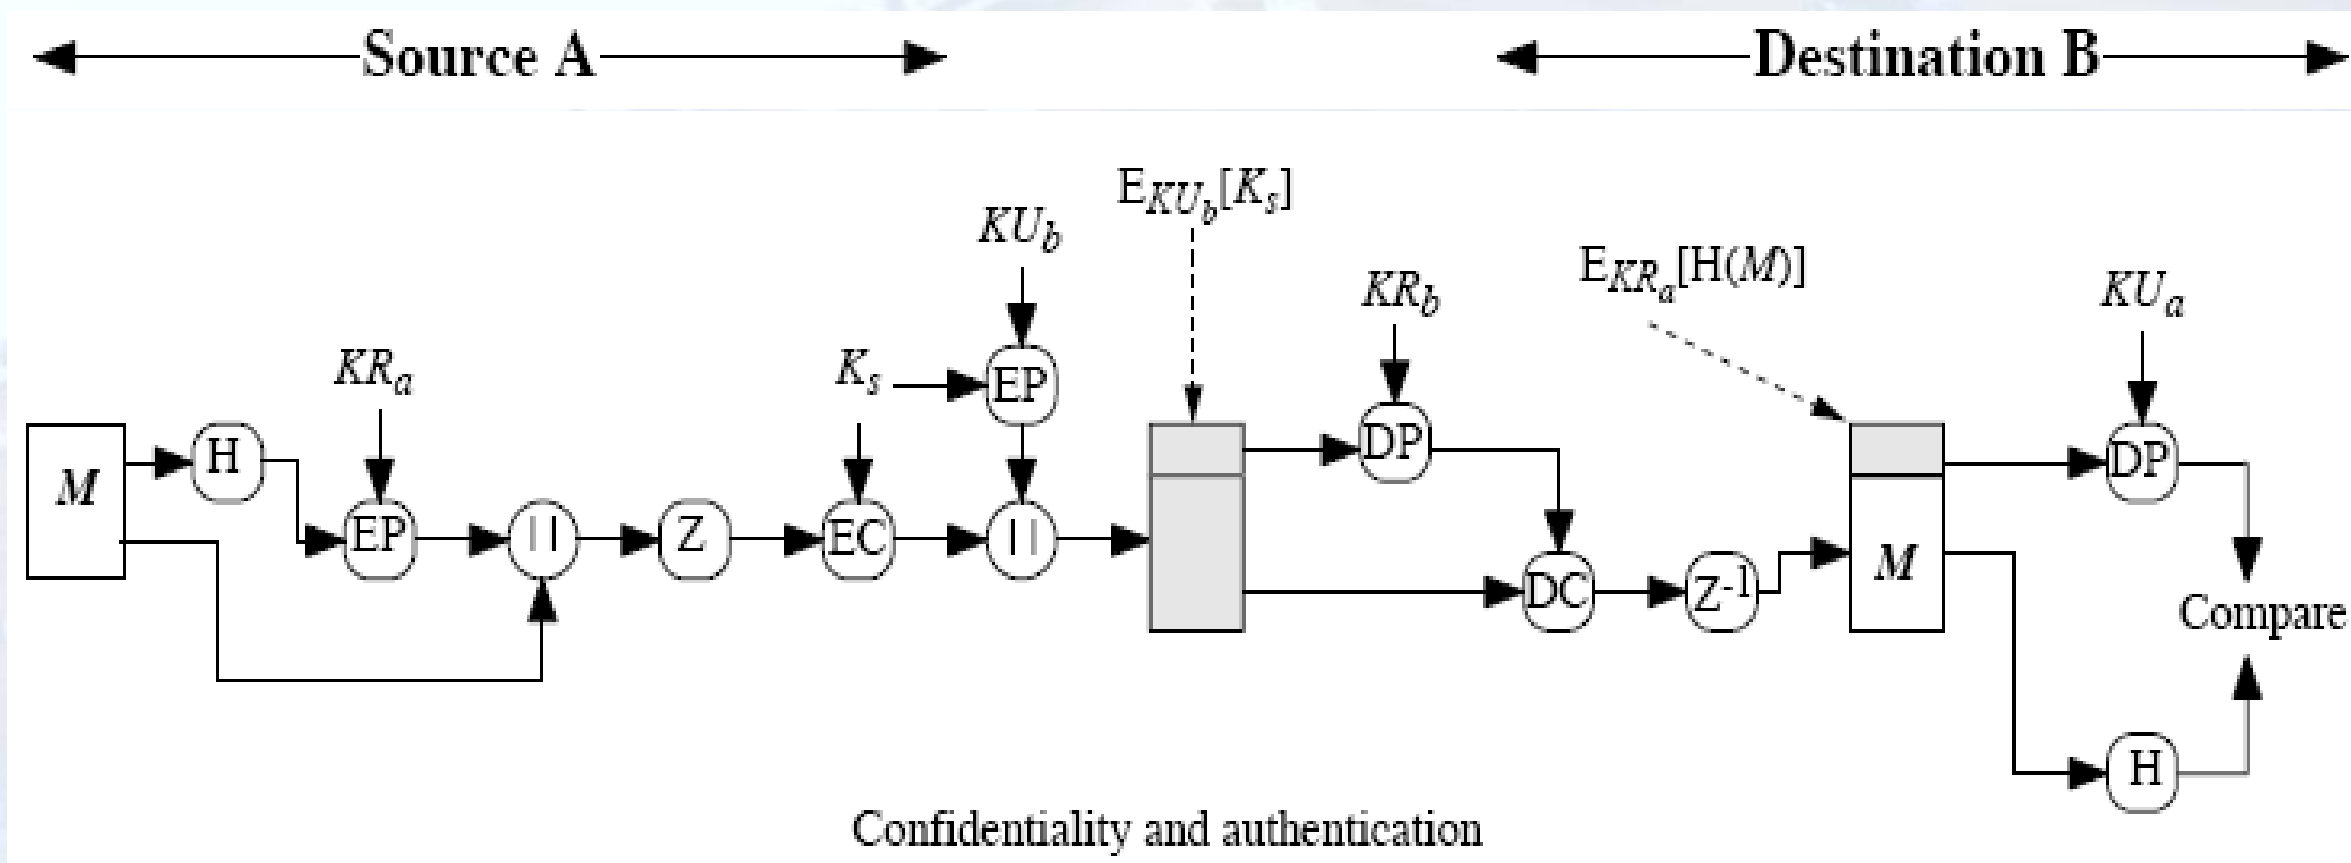 Source A
Destination B
E_{KU_b}[K_s]
KU_b
E_{KR_a}[H(M)]
KR_b
KU_a
KR_a
K_s
EP
M
H
DP
DP
EP
||
Z
EC
||
DC
Z^{-1}
M
Compare
H
Confidentiality and authentication